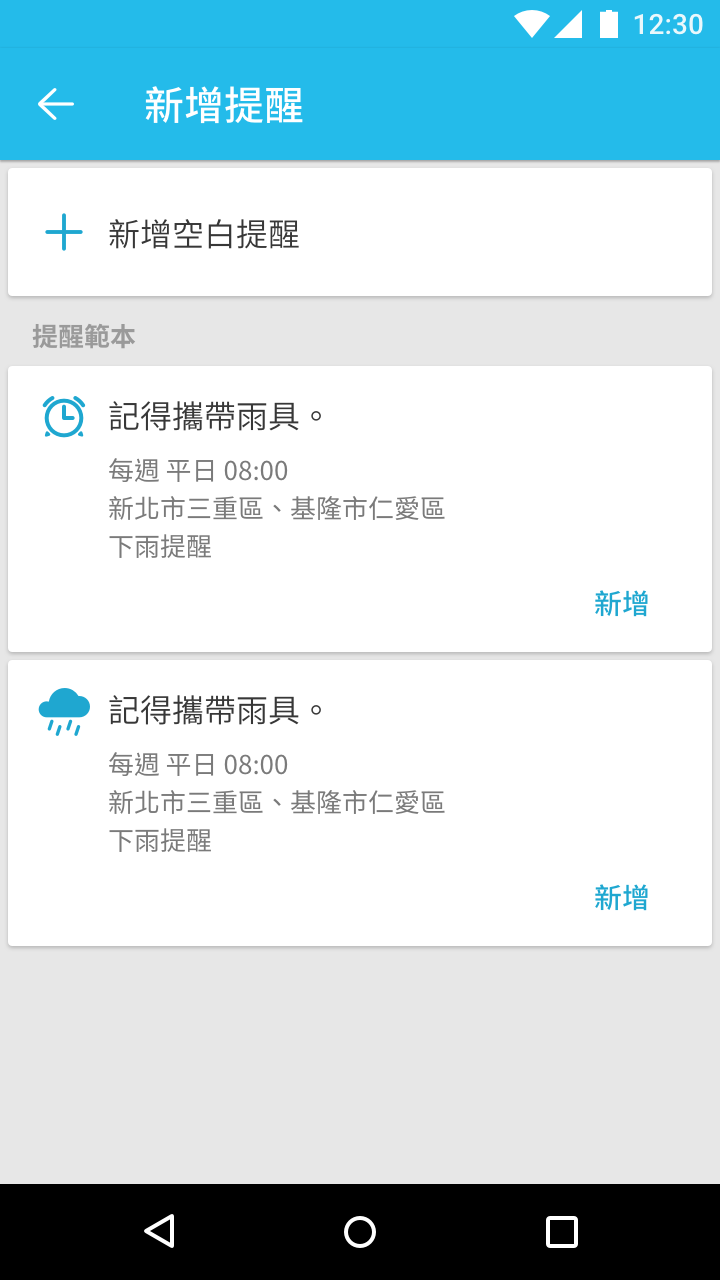 12:30
新增提醒
新增空白提醒
提醒範本
記得攜帶雨具。
每週 平日 08:00
新北市三重區、基隆市仁愛區
下雨提醒
新增
記得攜帶雨具。
每週 平日 08:00
新北市三重區、基隆市仁愛區
下雨提醒
新增